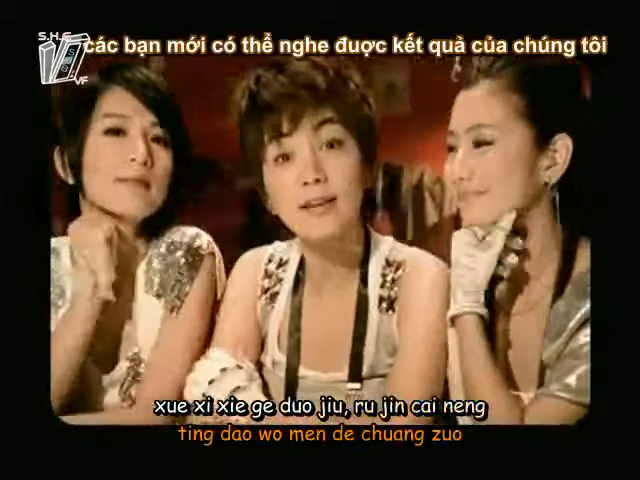 S.H.E
các bạn mới có thể nghe được kết quả của chúng tôi
VF
xue xi xie ge duo jiu, ru jin cai neng
ting dao wo men de chuang zuo